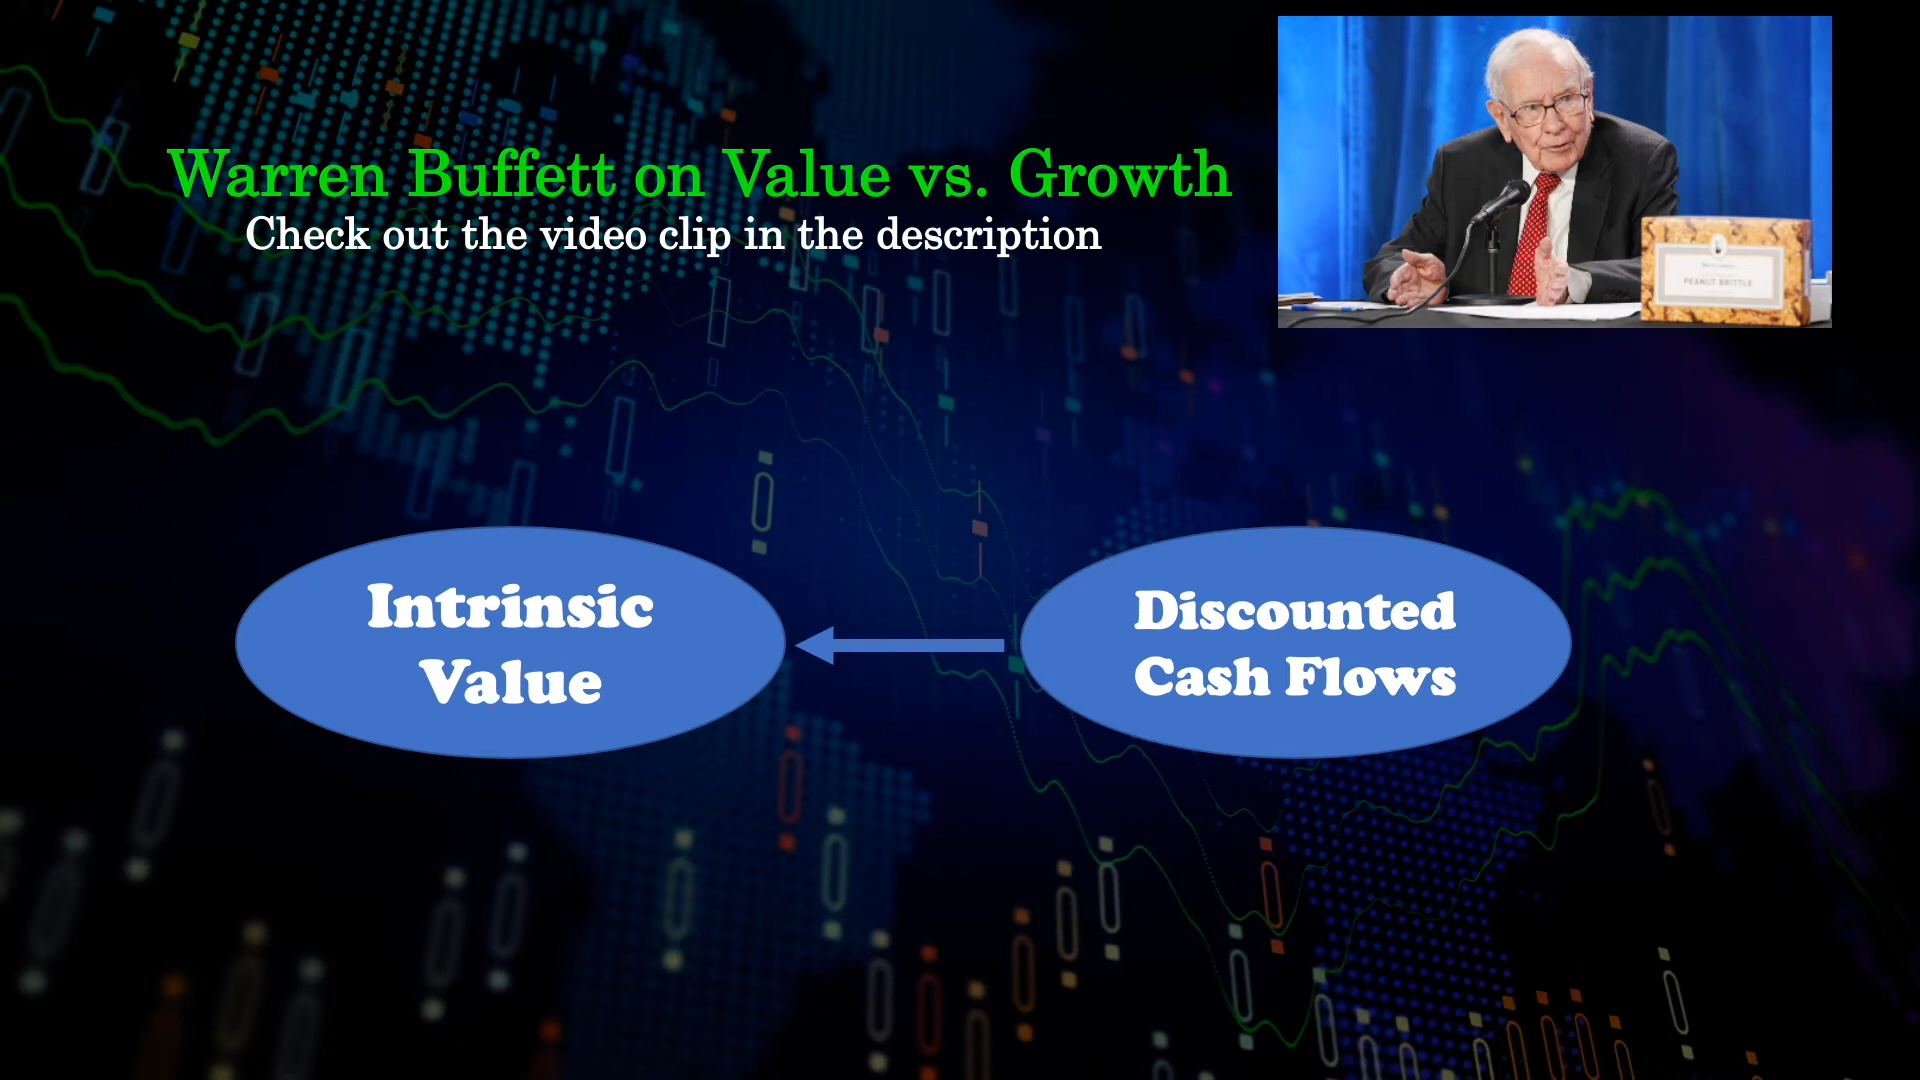 Warren Buffett on Value vs. Growth
Check out the video clip in the description
PEANUT BRITTLE
Intrinsic
Value
Discounted
Cash Flows